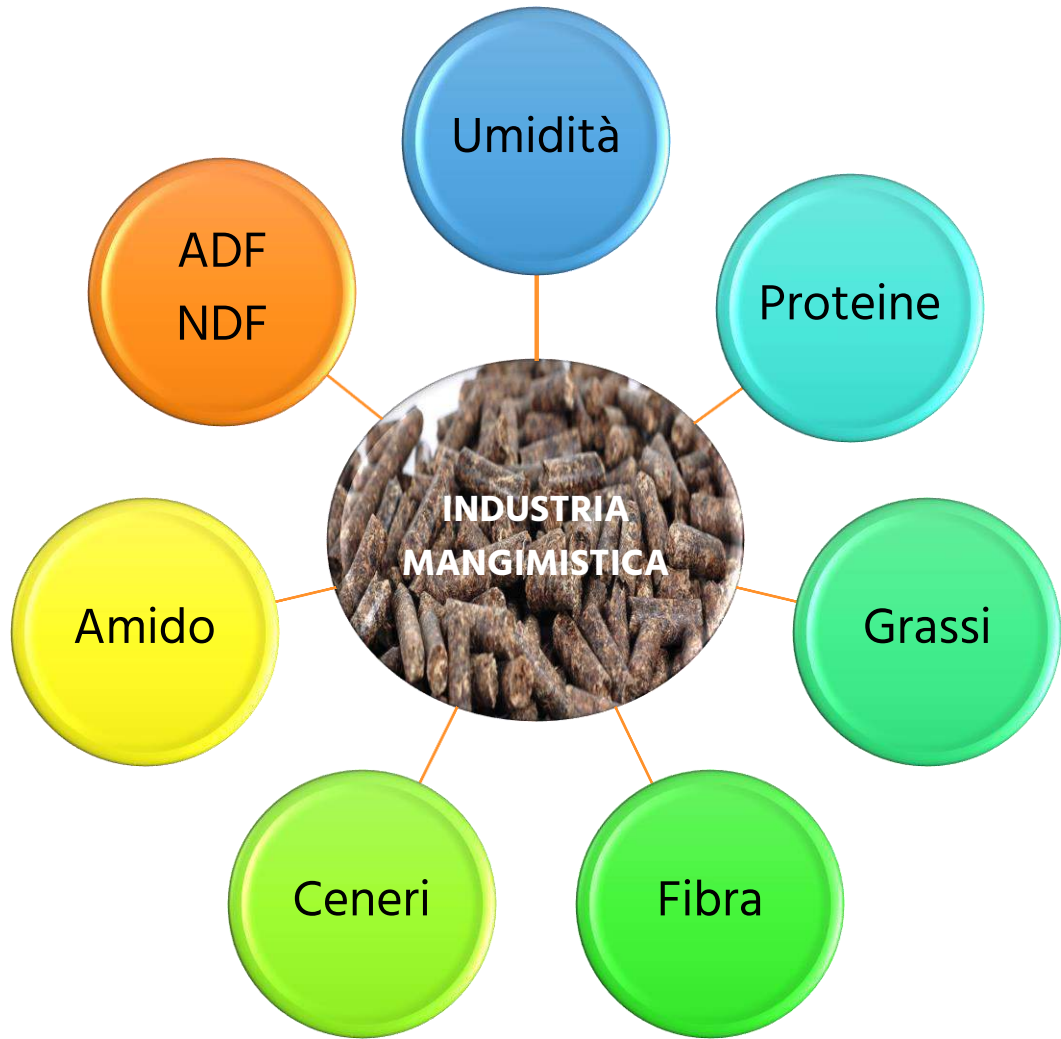 Umidità
ADF
NDF
Proteine
INDUSTRIA
MANGIMISTICA
Amido
Grassi
Ceneri
Fibra